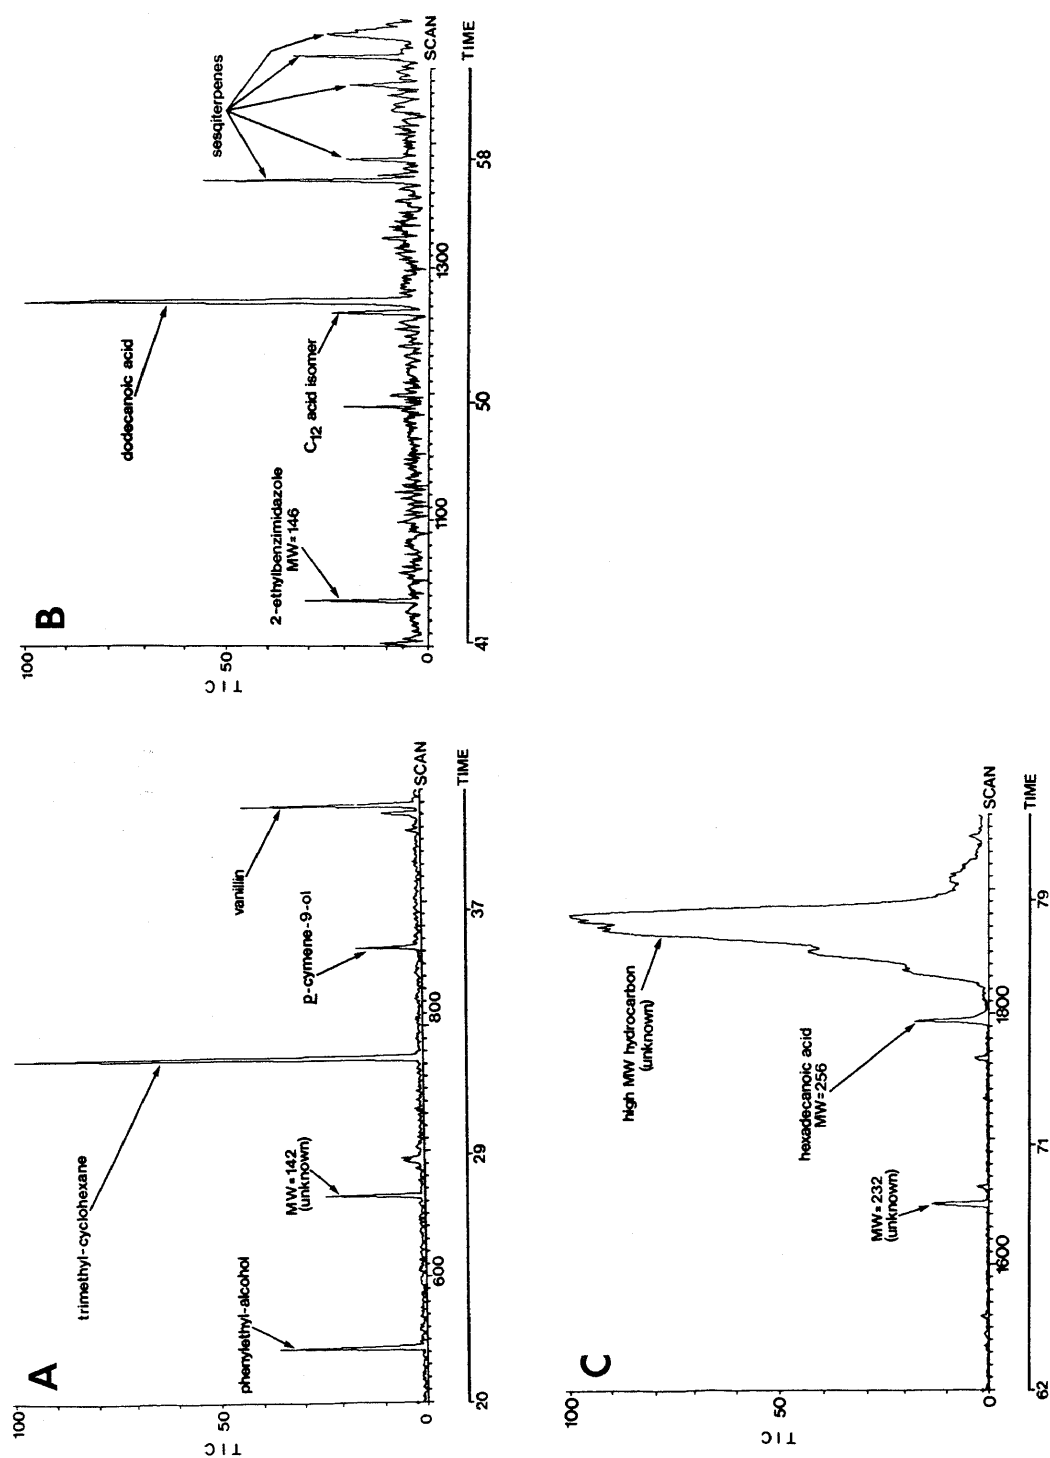 A
100
50
0
T I C
phenylethyl-alcohol
trimethyl-cyclohexane
MW=142
(unknown)
p-cymene-9-ol
vanillin
600
800
SCAN
20
29
37
TIME
B
100
50
0
T I C
2-ethylbenzimidazole
MW=146
dodecanoic acid
C12 acid isomer
sesqiterpenes
1100
1300
SCAN
41
50
58
TIME
C
100
50
0
T I C
MW=232
(unknown)
hexadecanoic acid
MW=256
high MW hydrocarbon
(unknown)
1600
1800
SCAN
62
71
79
TIME